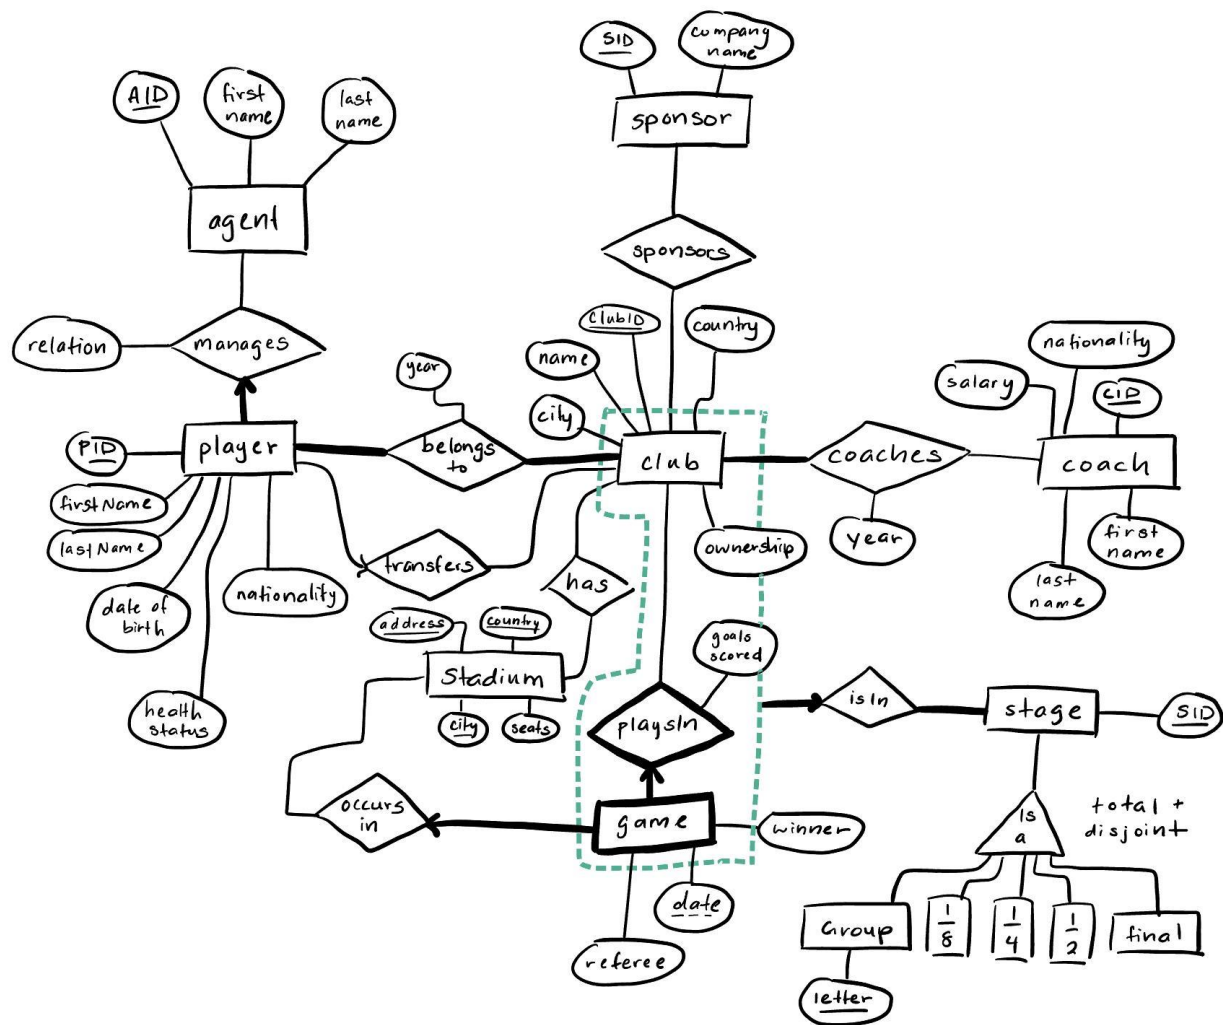 SID
company
name
AID
first
name
last
name
sponsor
agent
sponsors
relation
manages
clubID
country
name
year
city
nationality
salary
CID
PID
player
belongs
to
club
coaches
coach
firstName
lastName
ownership
year
first
name
transfers
has
last
name
date of
birth
nationality
address
country
goals
scored
Stadium
isIn
stage
SID
health
status
city
seats
playsIn
occurs
in
game
winner
is
a
total +
disjoint
date
Group
1
8
1
4
1
2
final
referee
letter